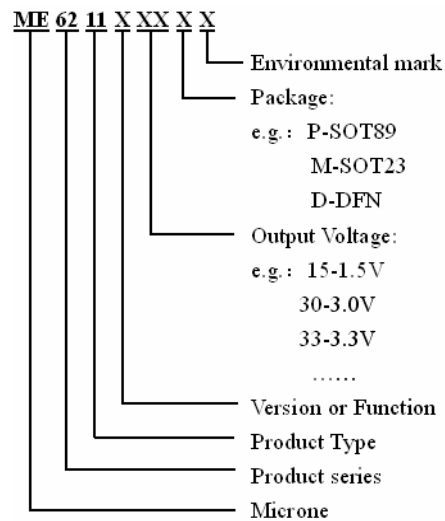 ME 62 11 X XX X X
Environmental mark
Package:
e.g.: P-SOT89
M-SOT23
D-DFN
Output Voltage:
e.g.: 15-1.5V
30-3.0V
33-3.3V
......
Version or Function
Product Type
Product series
Microne